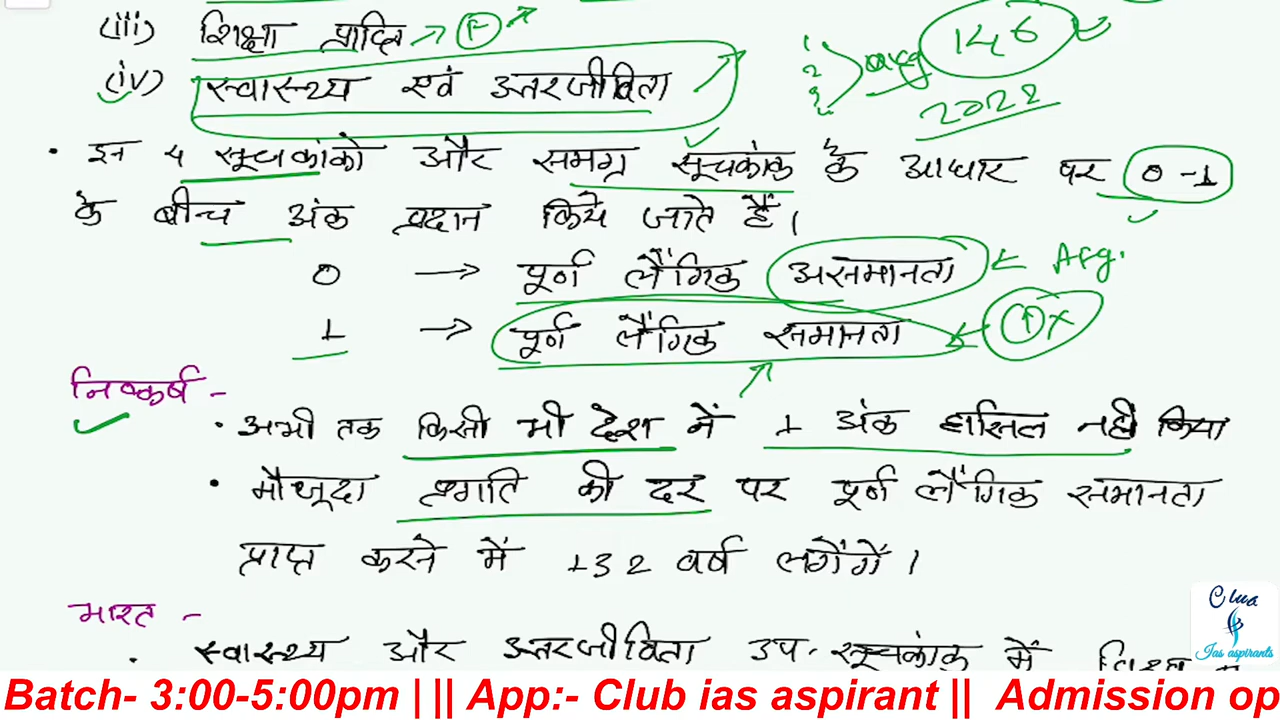 (iii) शिक्षा प्राप्ति → F →
(iv) स्वास्थ्य एवं उत्तरजीविता
1 2 3 146
2022
• इन 4 सूचकांको और समग्र सूचकांक के आधार पर 0-1
के बीच अंक प्रदान किये जाते हैं।
0 → पूर्ण लैंगिक असमानता ← Afg.
1 → पूर्ण लैंगिक समानता ←
निष्कर्ष -
• अभी तक किसी भी देश में 1 अंक हासिल नही किया
• मौजूदा प्रगति की दर पर पूर्ण लैंगिक समानता
प्राप्त करने में 132 वर्ष लगेंगें।
भारत -
• स्वास्थ्य और उत्तरजीविता उप-सूचकांक में
Club
Ias aspirants
Batch- 3:00-5:00pm | || App:- Club ias aspirant || Admission op